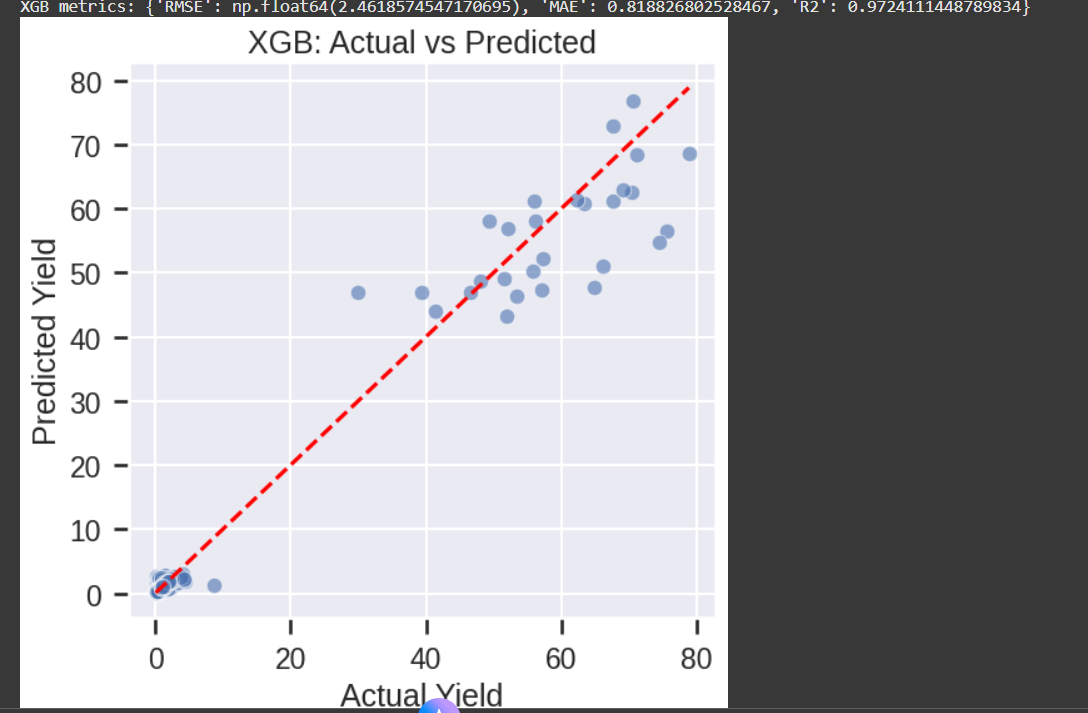 XGB metrics: {'RMSE': np.float64(2.4618574547170695), 'MAE': 0.818826802528467, 'R2': 0.9724111448789834}
XGB: Actual vs Predicted
80
70
60
50
40
30
20
10
0
Predicted Yield
0 20 40 60 80
Actual Yield